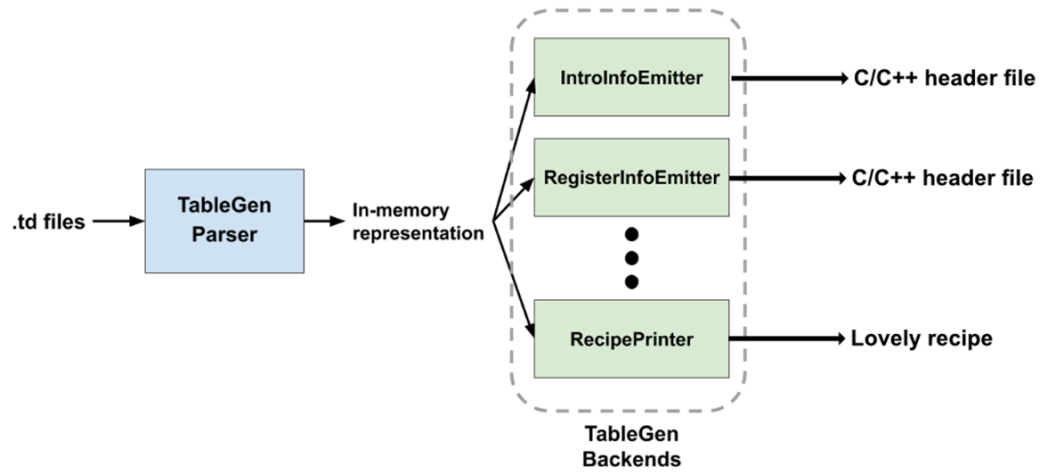 .td files
TableGen
Parser
In-memory
representation
IntroInfoEmitter
C/C++ header file
RegisterInfoEmitter
C/C++ header file
RecipePrinter
Lovely recipe
TableGen
Backends